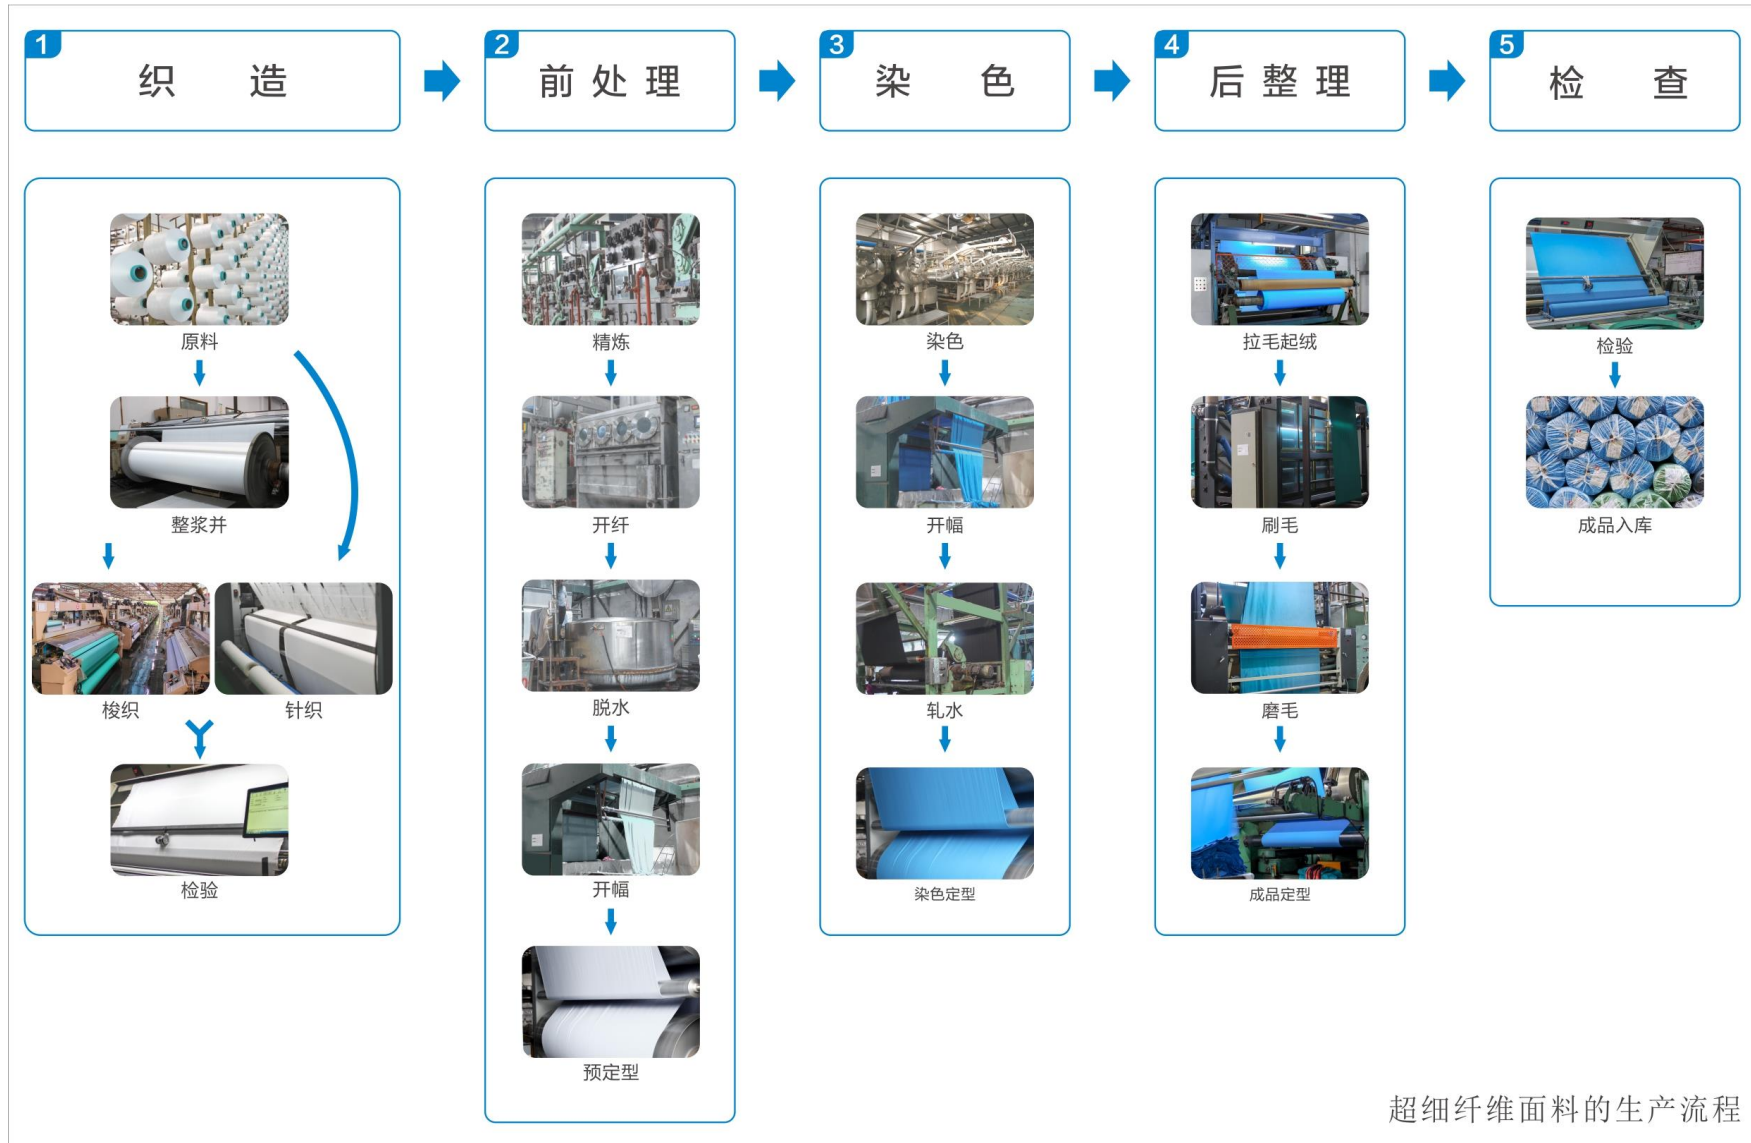 1
织造
2
前处理
3
染色
4
后整理
5
检查
原料
整浆并
梭织
针织
检验
精炼
开纤
脱水
开幅
预定型
染色
开幅
轧水
染色定型
拉毛起绒
刷毛
磨毛
成品定型
检验
成品入库
超细纤维面料的生产流程